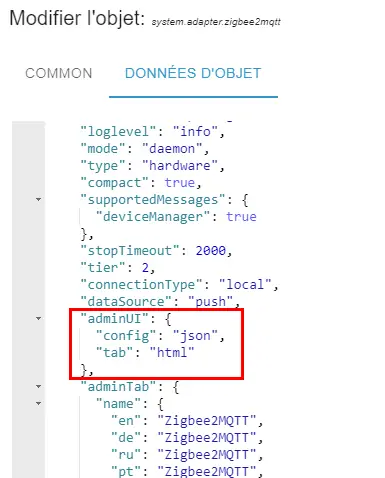 Modifier l'objet: system.adapter.zigbee2mqtt
COMMON DONNÉES D'OBJET
"loglevel": "info",
"mode": "daemon",
"type": "hardware",
"compact": true,
"supportedMessages": {
"deviceManager": true
},
"stopTimeout": 2000,
"tier": 2,
"connectionType": "local",
"dataSource": "push",
"adminUI": {
"config": "json",
"tab": "html"
},
"adminTab": {
"name": {
"en": "Zigbee2MQTT",
"de": "Zigbee2MQTT",
"ru": "Zigbee2MQTT",
"pt": "Zigbee2MQTT",